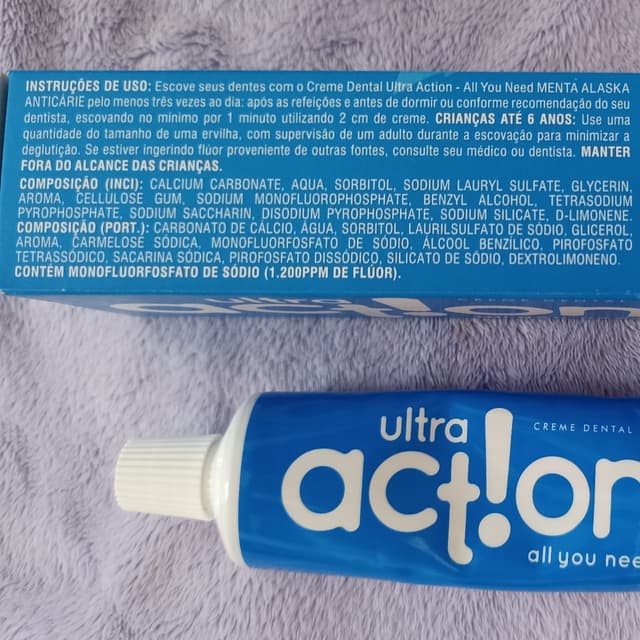 INSTRUÇÕES DE USO: Escove seus dentes com o Creme Dental Ultra Action - All You Need MENTA ALASKA
ANTICÁRIE pelo menos três vezes ao dia: após as refeições e antes de dormir ou conforme recomendação do seu
dentista, escovando no mínimo por 1 minuto utilizando 2 cm de creme. CRIANÇAS ATÉ 6 ANOS: Use uma
quantidade do tamanho de uma ervilha, com supervisão de um adulto durante a escovação para minimizar a
deglutição. Se estiver ingerindo flúor proveniente de outras fontes, consulte seu médico ou dentista. MANTER
FORA DO ALCANCE DAS CRIANÇAS.
COMPOSIÇÃO (INCI): CALCIUM CARBONATE, AQUA, SORBITOL, SODIUM LAURYL SULFATE, GLYCERIN,
AROMA, CELLULOSE GUM, SODIUM MONOFLUOROPHOSPHATE, BENZYL ALCOHOL, TETRASODIUM
PYROPHOSPHATE, SODIUM SACCHARIN, DISODIUM PYROPHOSPHATE, SODIUM SILICATE, D-LIMONENE.
COMPOSIÇÃO (PORT.): CARBONATO DE CÁLCIO, ÁGUA, SORBITOL, LAURILSULFATO DE SÓDIO, GLICEROL,
AROMA, CARMELOSE SÓDICA, MONOFLUORFOSFATO DE SÓDIO, ÁLCOOL BENZÍLICO, PIROFOSFATO
TETRASSÓDICO, SACARINA SÓDICA, PIROFOSFATO DISSÓDICO, SILICATO DE SÓDIO, DEXTROLIMONENO.
CONTÉM MONOFLUORFOSFATO DE SÓDIO (1.200PPM DE FLÚOR).
ultra
act!on
ultra
CREME DENTAL
act!on
all you nee